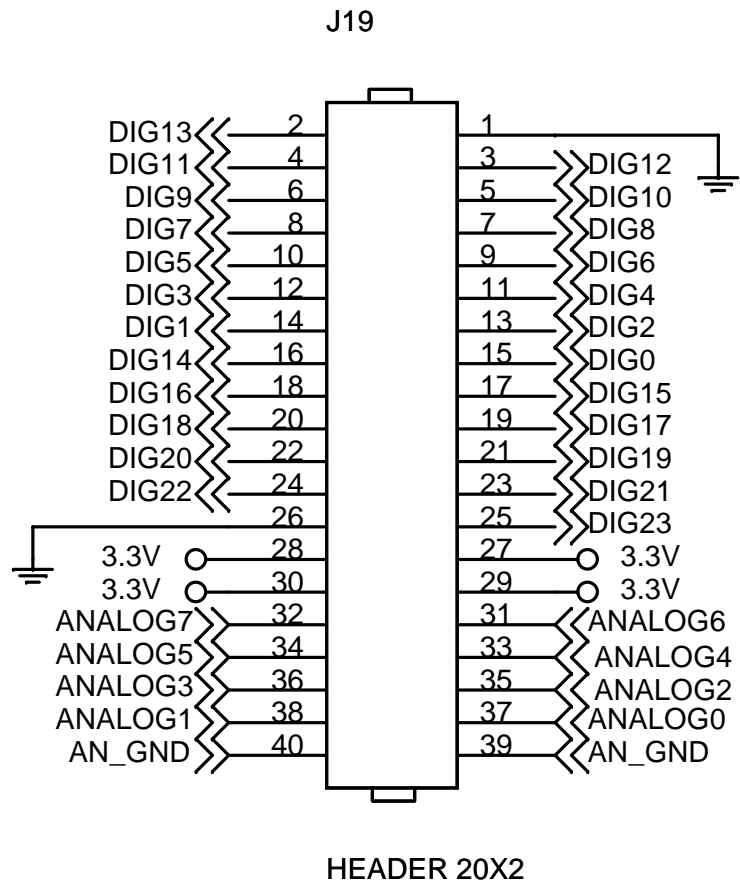 J19
DIG13 2 1
DIG11 4 3 DIG12
DIG9 6 5 DIG10
DIG7 8 7 DIG8
DIG5 10 9 DIG6
DIG3 12 11 DIG4
DIG1 14 13 DIG2
DIG14 16 15 DIG0
DIG16 18 17 DIG15
DIG18 20 19 DIG17
DIG20 22 21 DIG19
DIG22 24 23 DIG21
26 25 DIG23
3.3V 28 27 3.3V
3.3V 30 29 3.3V
ANALOG7 32 31 ANALOG6
ANALOG5 34 33 ANALOG4
ANALOG3 36 35 ANALOG2
ANALOG1 38 37 ANALOG0
AN_GND 40 39 AN_GND
HEADER 20X2